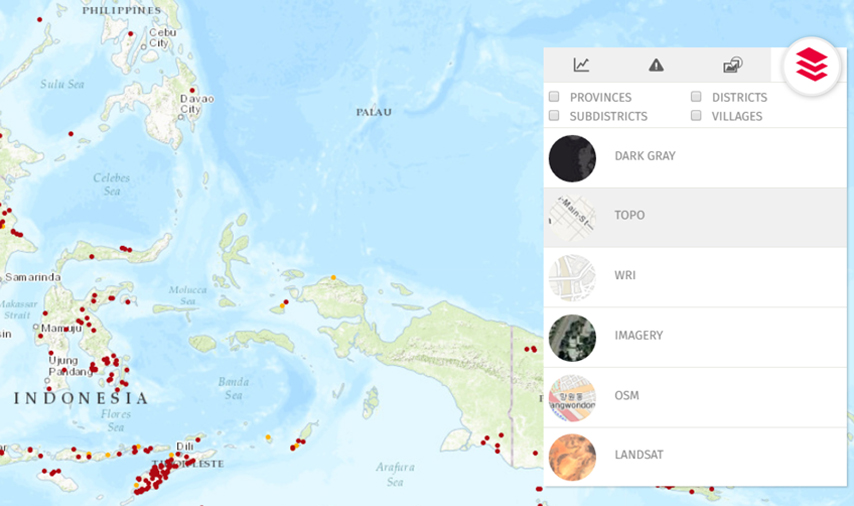 PHILIPPINES
Cebu
City
Sulu Sea
Davao
City
PALAU
Celebes
Sea
Samarinda
Molucca
Sea
Makassar
Strait
Mamuju
Ujung
Pandang
INDONESIA
Banda
Sea
Flores
Sea
Dili
Arafura
Sea
PROVINCES
DISTRICTS
SUBDISTRICTS
VILLAGES
DARK GRAY
TOPO
WRI
IMAGERY
OSM
LANDSAT